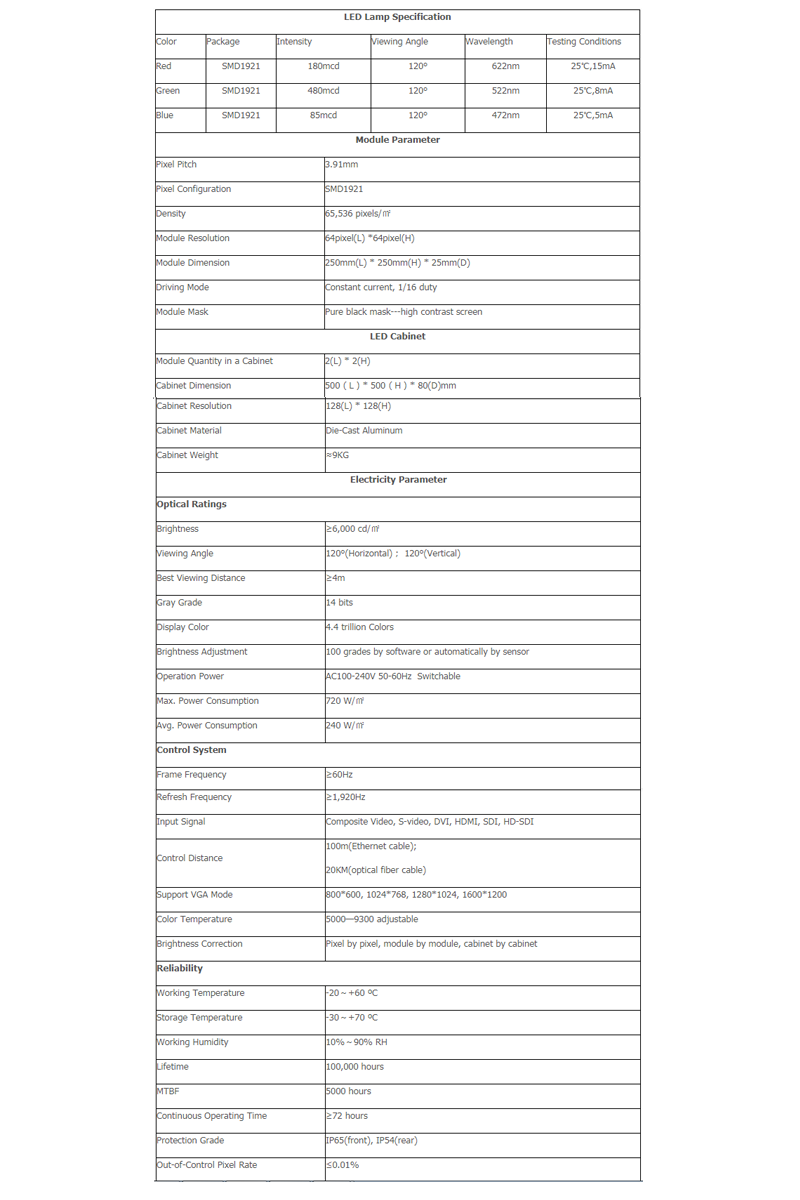 LED Lamp Specification
Color Package Intensity Viewing Angle Wavelength Testing Conditions
Red SMD1921 180mcd 120º 622nm 25℃,15mA
Green SMD1921 480mcd 120º 522nm 25℃,8mA
Blue SMD1921 85mcd 120º 472nm 25℃,5mA
Module Parameter
Pixel Pitch 3.91mm
Pixel Configuration SMD1921
Density 65,536 pixels/㎡
Module Resolution 64pixel(L) *64pixel(H)
Module Dimension 250mm(L) * 250mm(H) * 25mm(D)
Driving Mode Constant current, 1/16 duty
Module Mask Pure black mask---high contrast screen
LED Cabinet
Module Quantity in a Cabinet 2(L) * 2(H)
Cabinet Dimension 500（L）* 500（H）* 80(D)mm
Cabinet Resolution 128(L) * 128(H)
Cabinet Material Die-Cast Aluminum
Cabinet Weight ≈9KG
Electricity Parameter
Optical Ratings
Brightness ≥6,000 cd/㎡
Viewing Angle 120º(Horizontal)； 120º(Vertical)
Best Viewing Distance ≥4m
Gray Grade 14 bits
Display Color 4.4 trillion Colors
Brightness Adjustment 100 grades by software or automatically by sensor
Operation Power AC100-240V 50-60Hz Switchable
Max. Power Consumption 720 W/㎡
Avg. Power Consumption 240 W/㎡
Control System
Frame Frequency ≥60Hz
Refresh Frequency ≥1,920Hz
Input Signal Composite Video, S-video, DVI, HDMI, SDI, HD-SDI
Control Distance 100m(Ethernet cable);
20KM(optical fiber cable)
Support VGA Mode 800*600, 1024*768, 1280*1024, 1600*1200
Color Temperature 5000—9300 adjustable
Brightness Correction Pixel by pixel, module by module, cabinet by cabinet
Reliability
Working Temperature -20～+60 ºC
Storage Temperature -30～+70 ºC
Working Humidity 10%～90% RH
Lifetime 100,000 hours
MTBF 5000 hours
Continuous Operating Time ≥72 hours
Protection Grade IP65(front), IP54(rear)
Out-of-Control Pixel Rate ≤0.01%